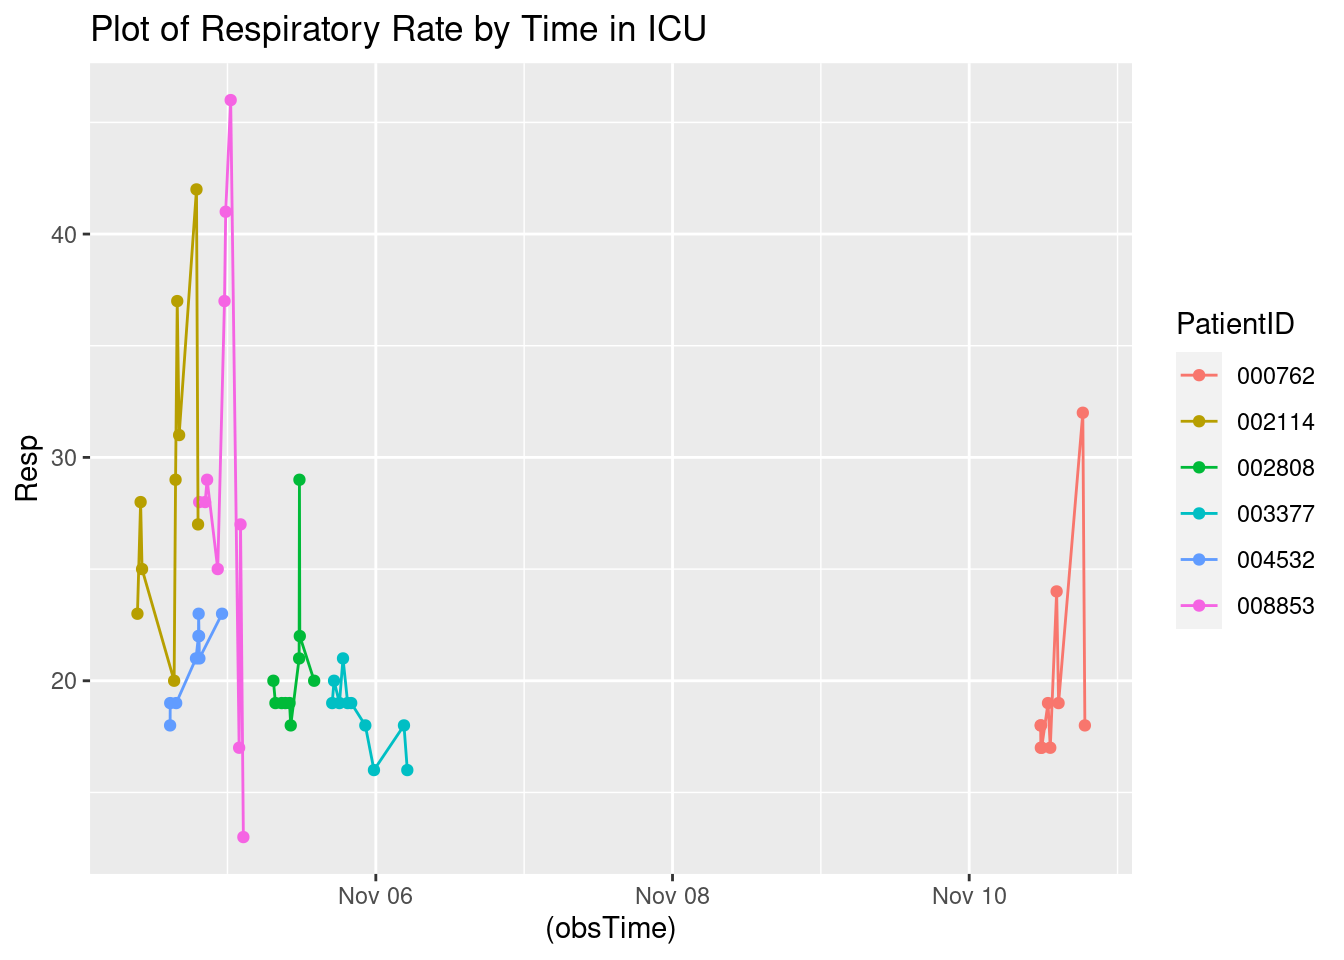 Plot of Respiratory Rate by Time in ICU
40
30
20
Resp
Nov 06
Nov 08
Nov 10
(obsTime)
PatientID
000762
002114
002808
003377
004532
008853